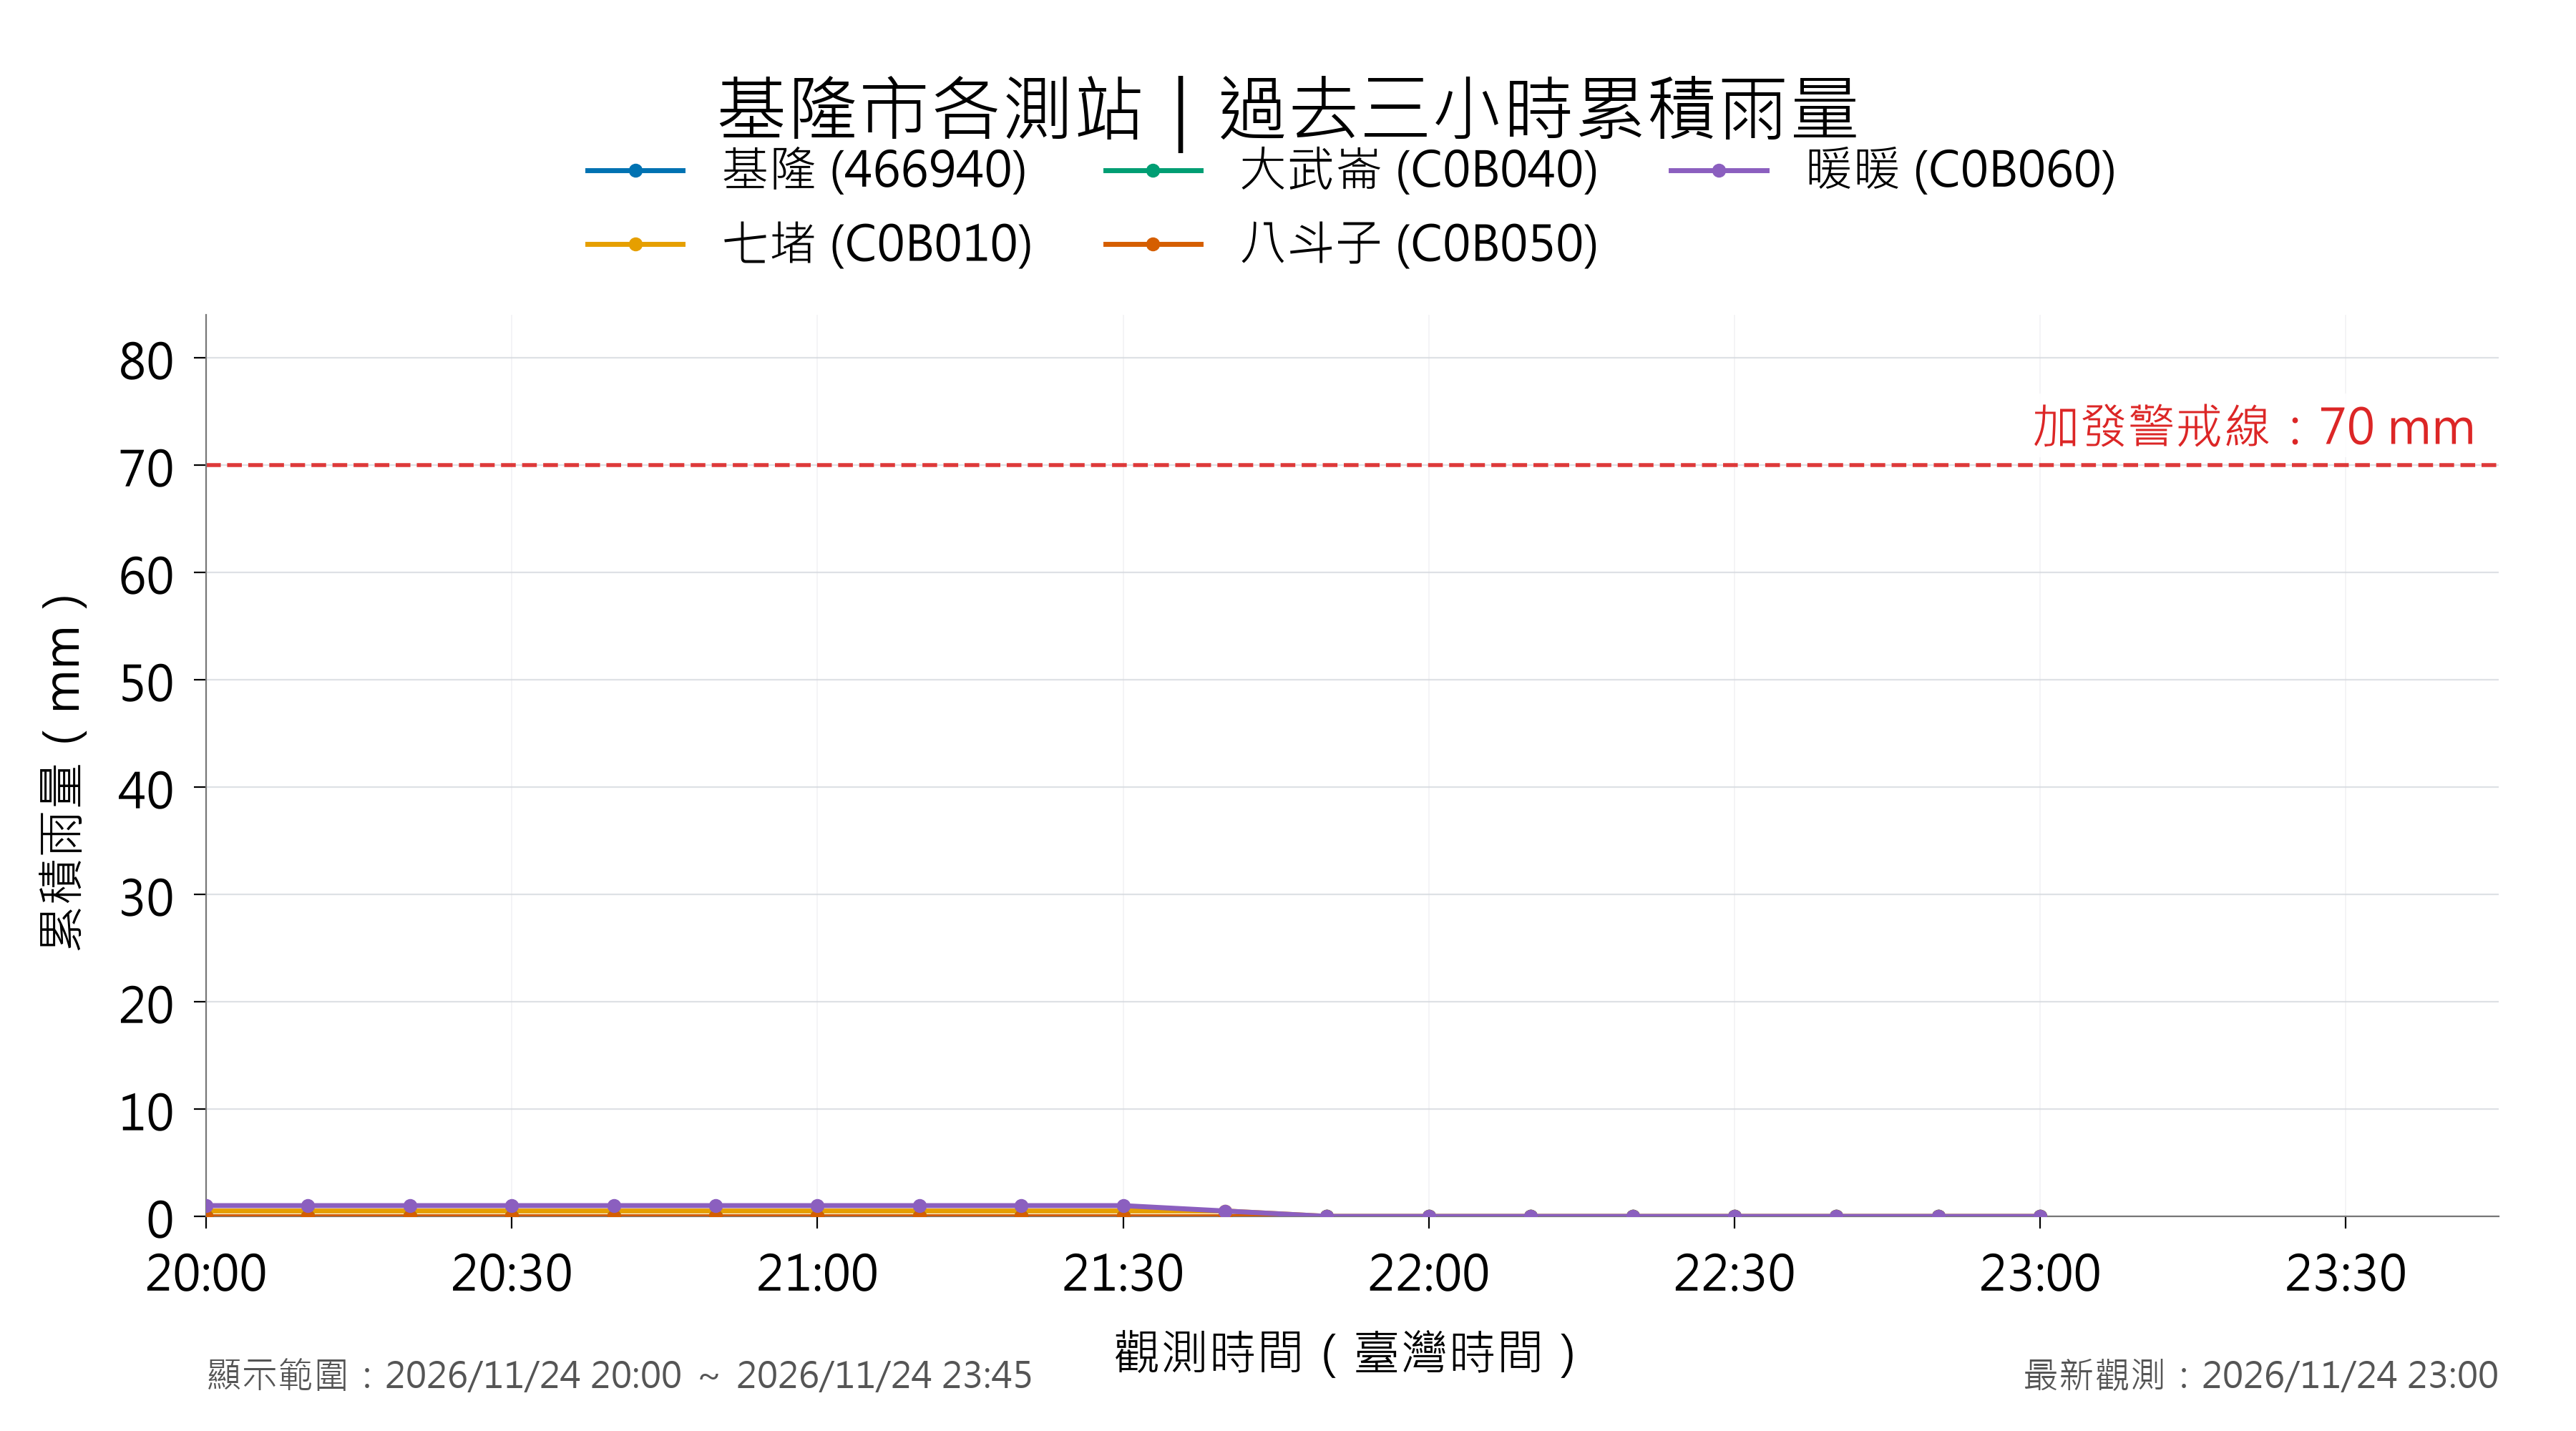 基隆市各測站｜過去三小時累積雨量
基隆 (466940)
大武崙 (C0B040)
暖暖 (C0B060)
七堵 (C0B010)
八斗子 (C0B050)
累積雨量（mm）
80
70
60
50
40
30
20
10
0
加發警戒線：70 mm
20:00
20:30
21:00
21:30
22:00
22:30
23:00
23:30
觀測時間（臺灣時間）
顯示範圍：2026/11/24 20:00 ~ 2026/11/24 23:45
最新觀測：2026/11/24 23:00